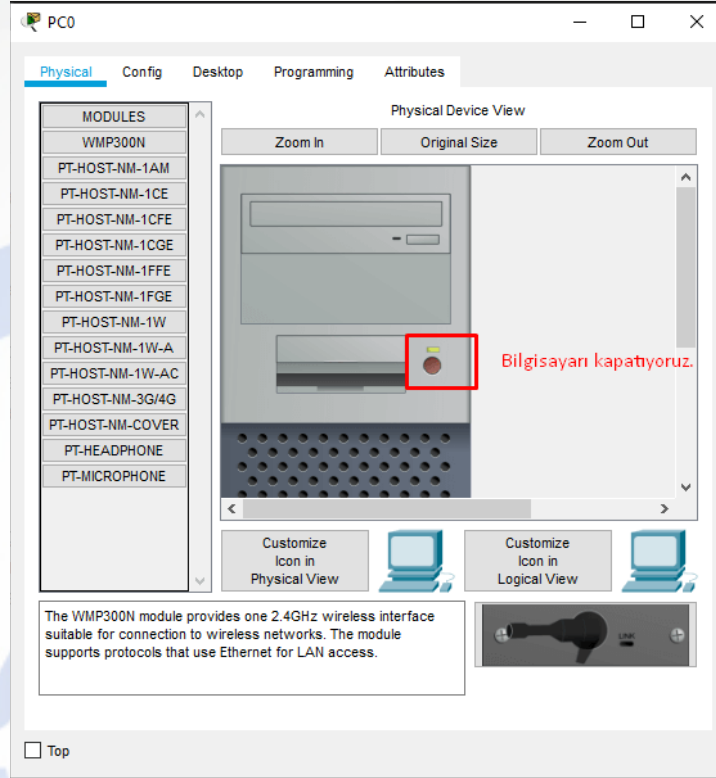 PC0
Physical Config Desktop Programming Attributes
MODULES
WMP300N
PT-HOST-NM-1AM
PT-HOST-NM-1CE
PT-HOST-NM-1CFE
PT-HOST-NM-1CGE
PT-HOST-NM-1FFE
PT-HOST-NM-1FGE
PT-HOST-NM-1W
PT-HOST-NM-1W-A
PT-HOST-NM-1W-AC
PT-HOST-NM-3G/4G
PT-HOST-NM-COVER
PT-HEADPHONE
PT-MICROPHONE
Physical Device View
Zoom In Original Size Zoom Out
Bilgisayarı kapatıyoruz.
Customize
Icon in
Physical View
Customize
Icon in
Logical View
The WMP300N module provides one 2.4GHz wireless interface
suitable for connection to wireless networks. The module
supports protocols that use Ethernet for LAN access.
LINK
Top